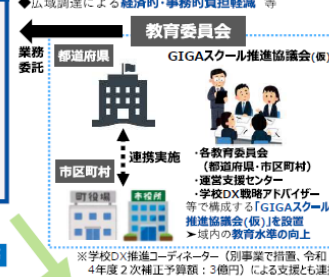 ◆広域調達による経済的・事務的負担軽減 等
教育委員会
業務
委託
都道府県
GIGAスクール推進協議会(仮)
連携実施
市区町村
町役場
市役所
・各教育委員会
(都道府県・市区町村)
・運営支援センター
・学校DX戦略アドバイザー
等で構成する「GIGAスクール
推進協議会(仮)」を設置
➤域内の教育水準の向上
※学校DX推進コーディネーター(別事業で措置、令和
4年度2次補正予算額:3億円)による支援とも連